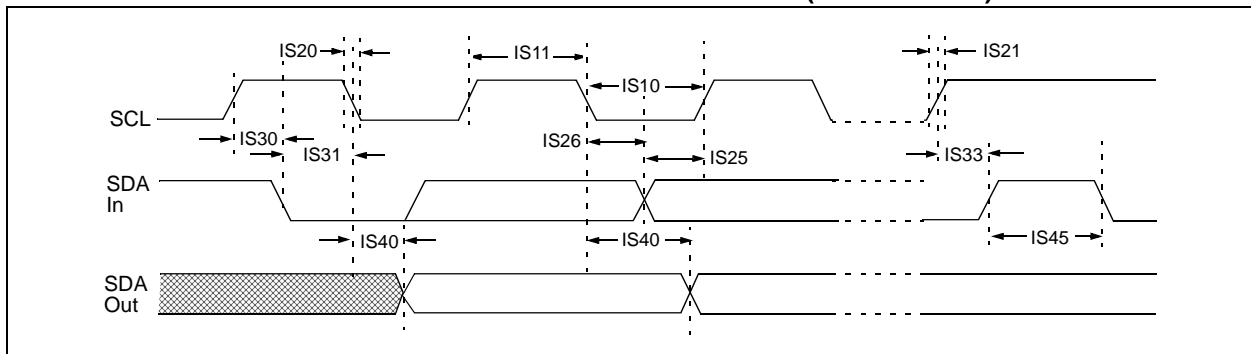 IS20
IS11
IS21
IS10
SCL
IS30
IS26
IS31
IS25
IS33
SDA
In
IS40
IS40
IS45
SDA
Out